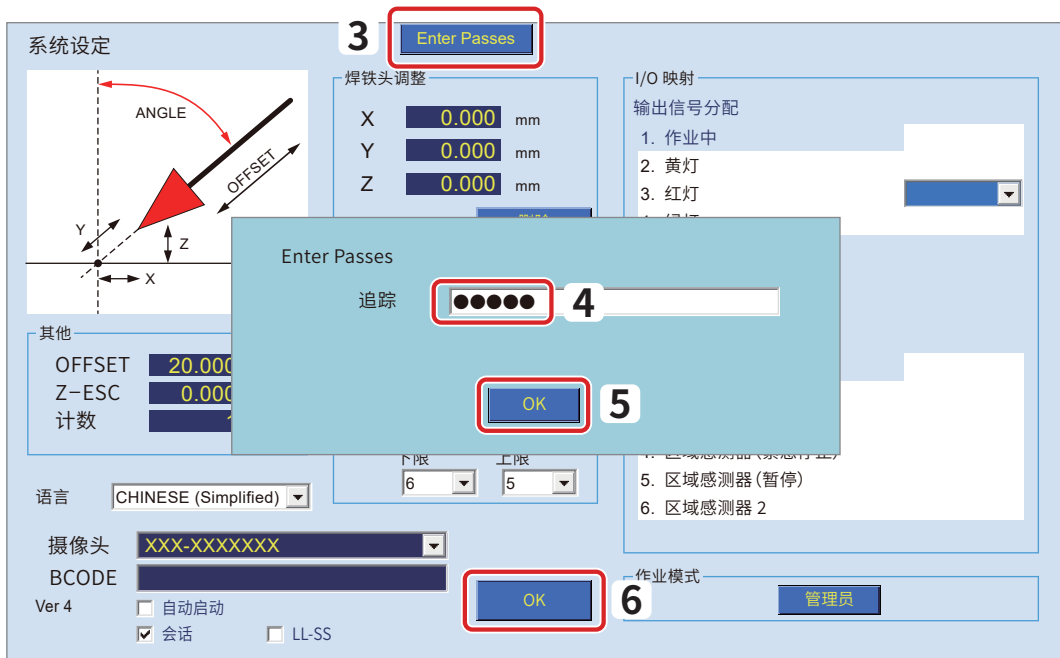 3
Enter Passes
系统设定
ANGLE
OFFSET
Y
Z
X
焊铁头调整
X 0.000 mm
Y 0.000 mm
Z 0.000 mm
I/O 映射
输出信号分配
1. 作业中
2. 黄灯
3. 红灯
Enter Passes
追踪 ●●●●● 4
OK 5
其他
OFFSET 20.000
Z-ESC 0.000
计数
下限 上限
6 5
5. 区域感测器(暂停)
6. 区域感测器 2
语言 CHINESE (Simplified)
摄像头 XXX-XXXXXXX
BCODE
Ver 4
自动启动
会话 LL-SS
OK 6
作业模式
管理员